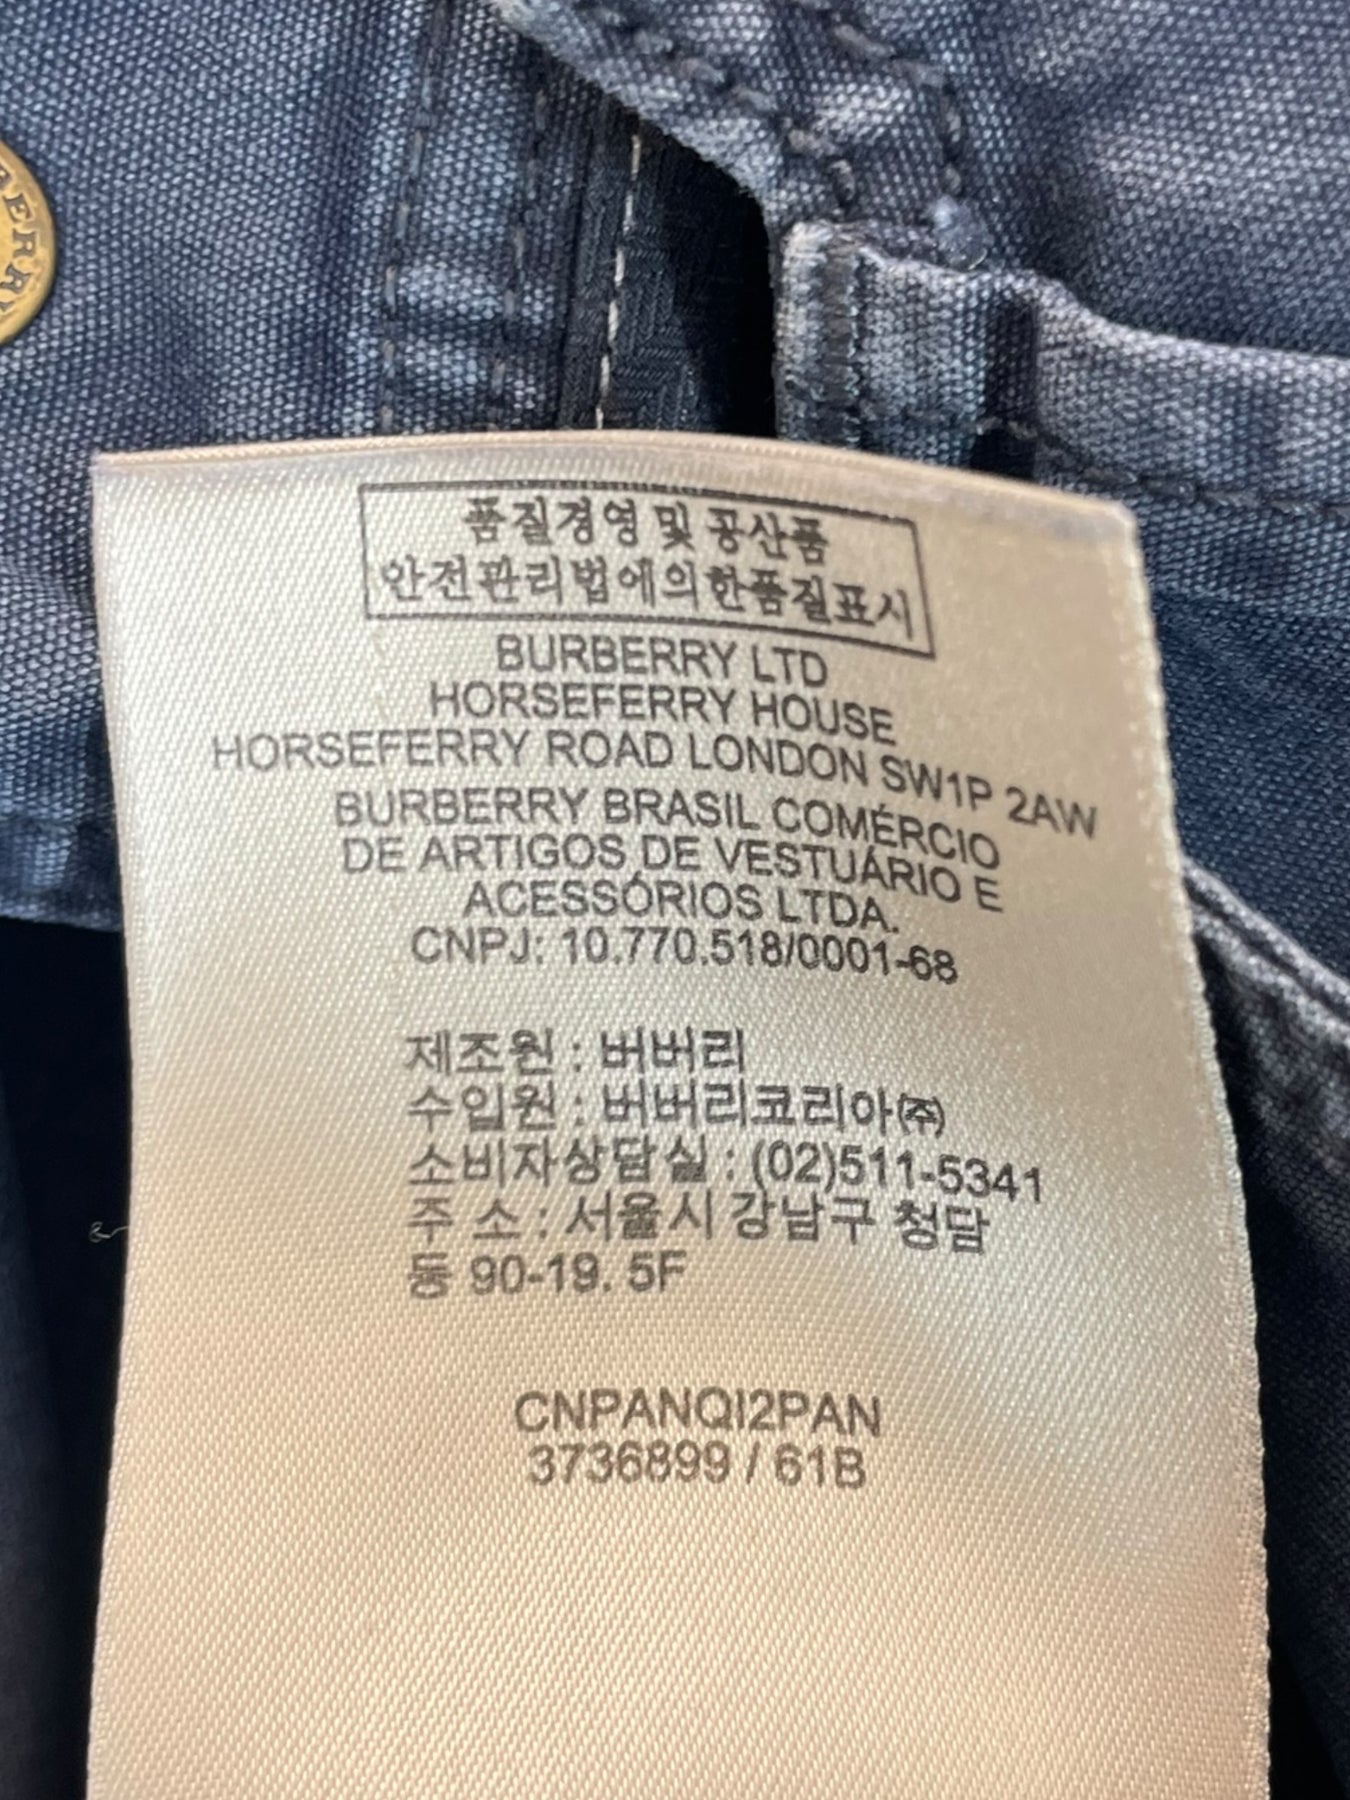 품질경영 및 공산품
안전관리법에의한품질표시
BURBERRY LTD
HORSEFERRY HOUSE
HORSEFERRY ROAD LONDON SW1P 2AW
BURBERRY BRASIL COMÉRCIO
DE ARTIGOS DE VESTUÁRIO E
ACESSÓRIOS LTDA.
CNPJ: 10.770.518/0001-68
제조원 : 버버리
수입원 : 버버리코리아㈜
소비자상담실 : (02)511-5341
주 소 : 서울시 강남구 청담
동 90-19. 5F
CNPANQI2PAN
3736899 / 61B